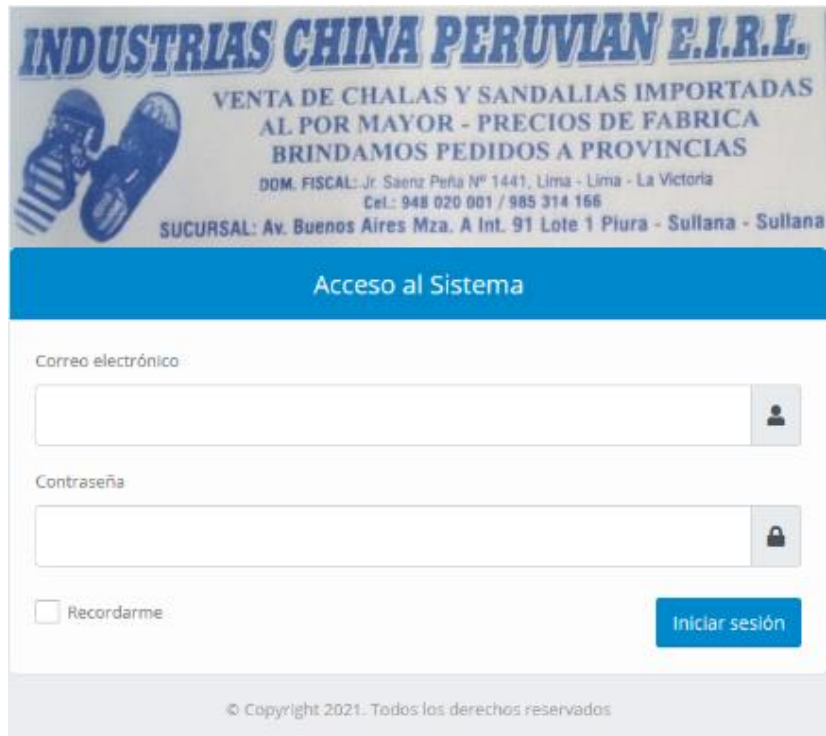 INDUSTRIAS CHINA PERUVIAN E.I.R.L.
VENTA DE CHALAS Y SANDALIAS IMPORTADAS
AL POR MAYOR - PRECIOS DE FABRICA
BRINDAMOS PEDIDOS A PROVINCIAS
DOM. FISCAL: Jr. Saenz Peña Nº 1441, Lima - Lima - La Victoria
Cel.: 948 020 001 / 985 314 166
SUCURSAL: Av. Buenos Aires Mza. A Int. 91 Lote 1 Piura - Sullana - Sullana
Acceso al Sistema
Correo electrónico
Contraseña
Recordarme
Iniciar sesión
© Copyright 2021. Todos los derechos reservados